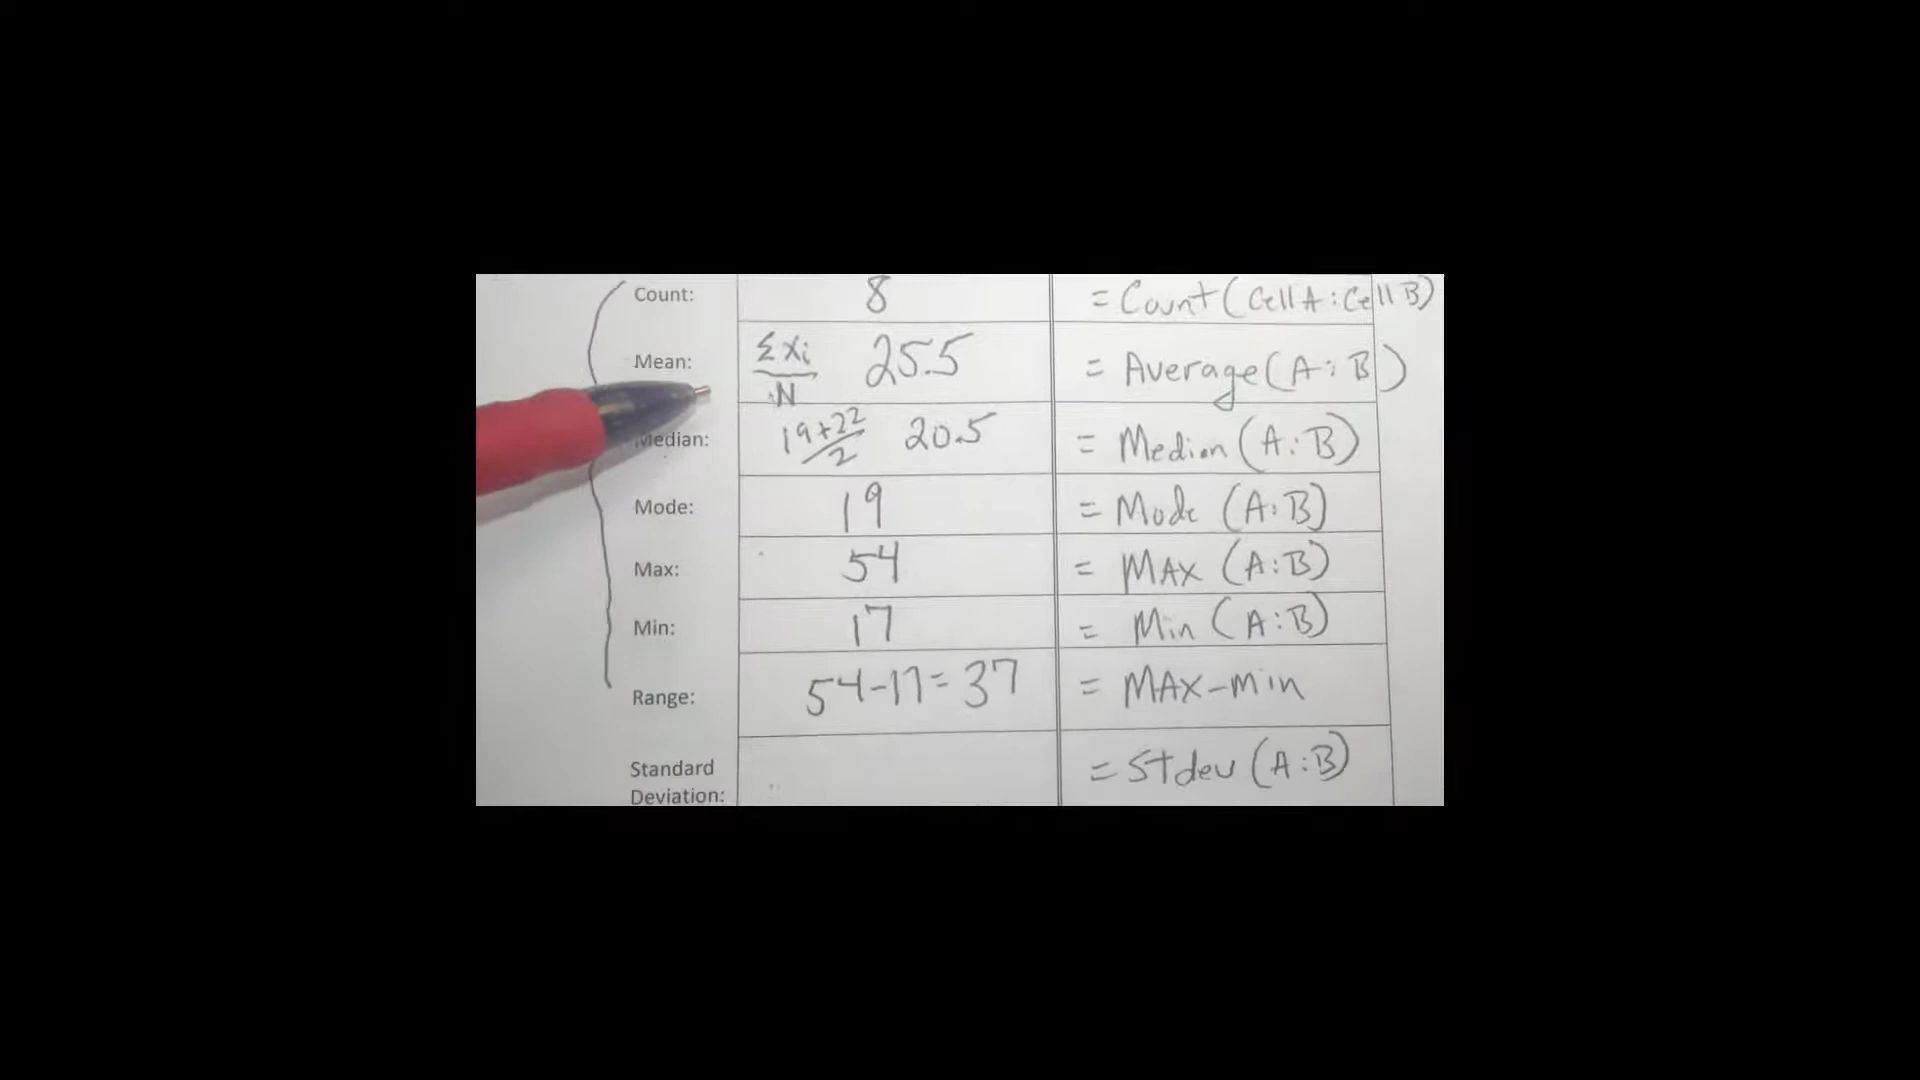 Count: 8 = Count (Cell A : Cell B)
Mean: Σxi / N 25.5 = Average (A : B)
Median: 19+22 / 2 20.5 = Median (A : B)
Mode: 19 = Mode (A : B)
Max: 54 = MAX (A : B)
Min: 17 = Min (A : B)
Range: 54-17= 37 = MAX-Min
Standard = Stdev (A : B)
Deviation: